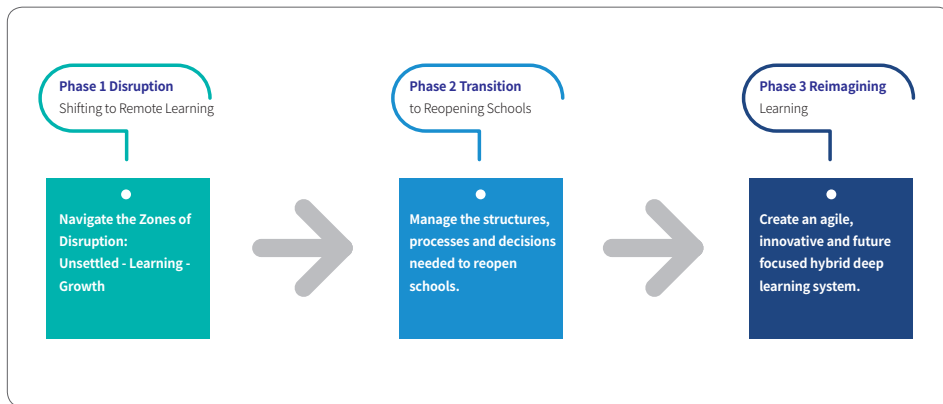 Phase 1 Disruption
Shifting to Remote Learning
Navigate the Zones of
Disruption:
Unsettled - Learning -
Growth
Phase 2 Transition
to Reopening Schools
Manage the structures,
processes and decisions
needed to reopen
schools.
Phase 3 Reimagining
Learning
Create an agile,
innovative and future
focused hybrid deep
learning system.